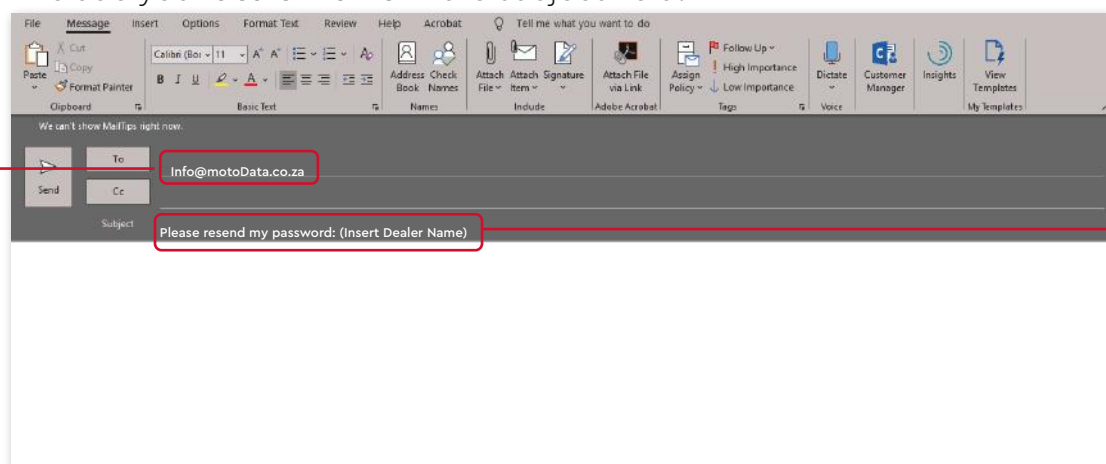 File Message Insert Options Format Text Review Help Acrobat Tell me what you want to do
Cut
Copy
Format Painter
Paste
Clipboard
Calibri (Bo 11
B I U
Basic Text
Address Book
Check Names
Names
Attach File
Attach Item
Signature
Include
Attach File via Link
Adobe Acrobat
Assign Policy
Follow Up
High Importance
Low Importance
Tags
Dictate
Voice
Customer Manager
Insights
View Templates
My Templates
We can't show MailTips right now.
Send
To
Info@motoData.co.za
Cc
Subject
Please resend my password: (Insert Dealer Name)